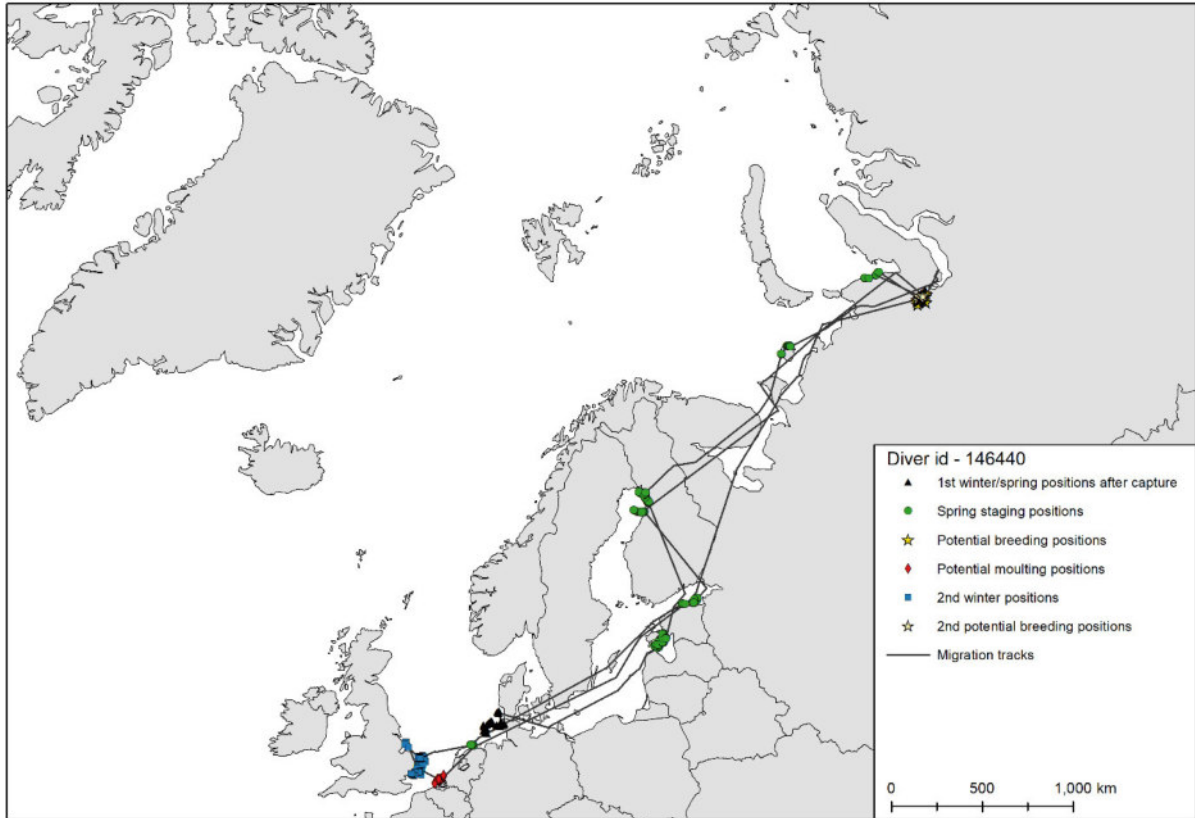 Diver id - 146440
1st winter/spring positions after capture
Spring staging positions
Potential breeding positions
Potential moulting positions
2nd winter positions
2nd potential breeding positions
Migration tracks
0 500 1,000 km